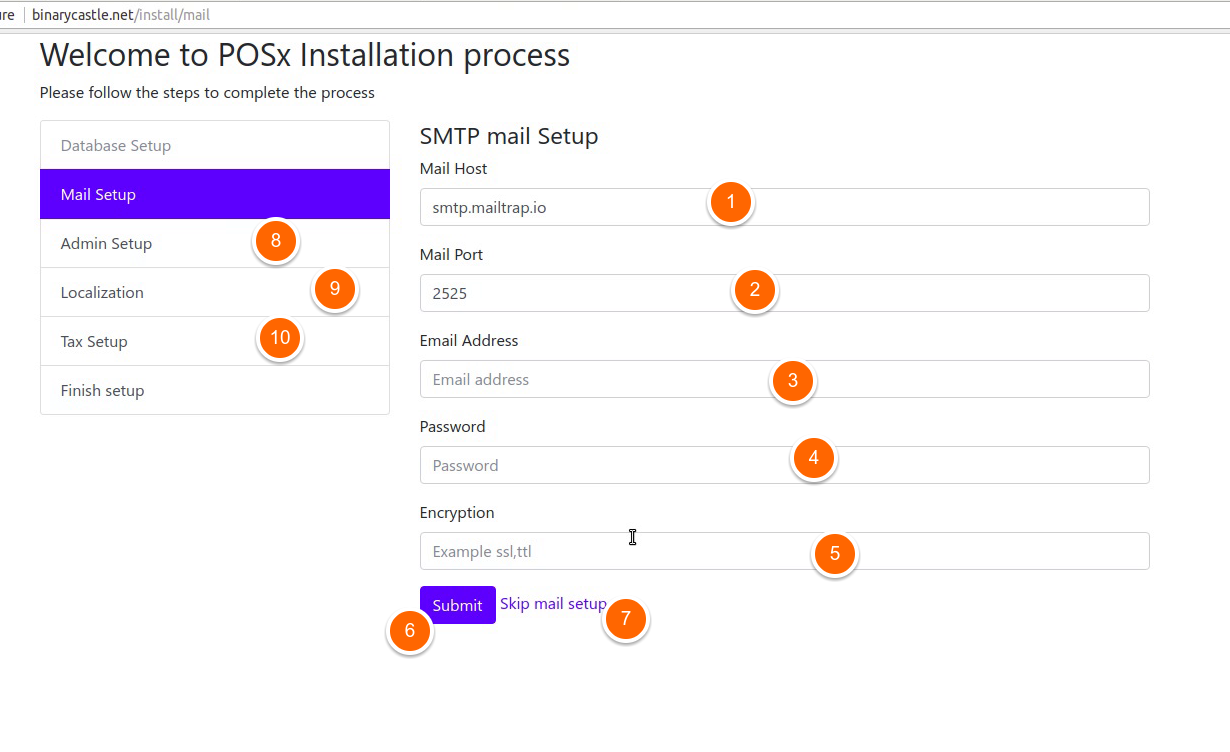 re binarycastle.net/install/mail
Welcome to POSx Installation process
Please follow the steps to complete the process
Database Setup
Mail Setup
Admin Setup 8
Localization 9
Tax Setup 10
Finish setup
SMTP mail Setup
Mail Host
smtp.mailtrap.io 1
Mail Port
2525 2
Email Address
Email address 3
Password
Password 4
Encryption
Example ssl,ttl 5
Submit Skip mail setup
6 7